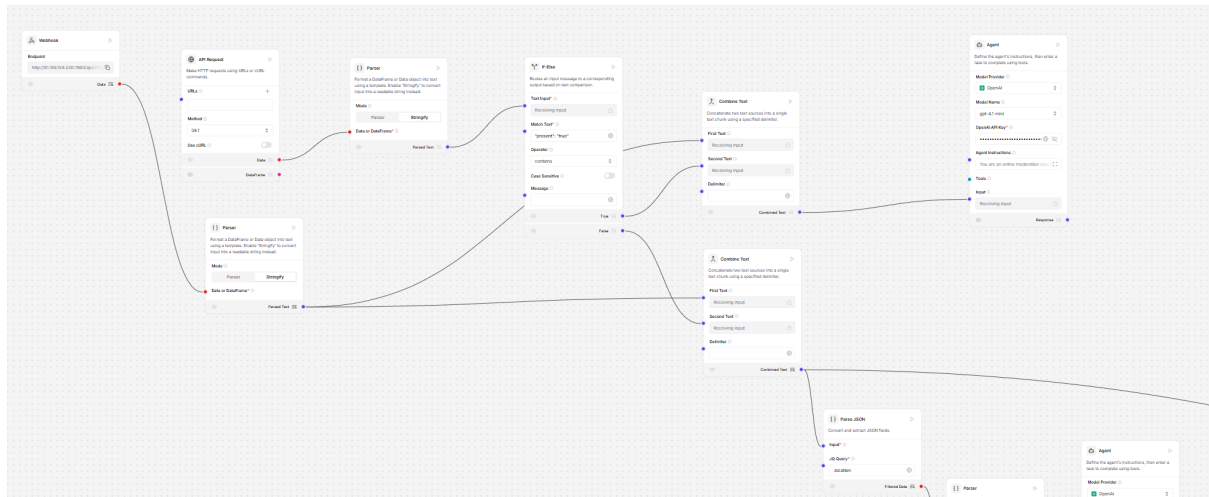 Webhook
Endpoint
Data
API Request
Make HTTP requests using URLs or cURL
commands.
URLs
Method
GET
Use cURL
Data
DataFrame
Parser
Format a DataFrame or Data object into text
using a template. Enable "Stringify" to convert
input into a readable string instead.
Mode
Parser
Stringify
Data or DataFrame*
Parsed Text
If-Else
Routes an input message to a corresponding
output based on text comparison.
Text Input*
Receiving input
Match Text*
"present": "true"
Operator
contains
Case Sensitive
Message
True
False
Combine Text
Concatenate two text sources into a single
text chunk using a specified delimiter.
First Text
Receiving input
Second Text
Receiving input
Delimiter
Combined Text
Agent
Define the agent's instructions, then enter a
task to complete using tools.
Model Provider
OpenAI
Model Name
gpt-4.1-mini
OpenAI API Key*
Agent Instructions
You are an online moderation
Tools
Input
Receiving input
Response
Parser
Format a DataFrame or Data object into text
using a template. Enable "Stringify" to convert
input into a readable string instead.
Mode
Parser
Stringify
Data or DataFrame*
Parsed Text
Combine Text
Concatenate two text sources into a single
text chunk using a specified delimiter.
First Text
Receiving input
Second Text
Receiving input
Delimiter
Combined Text
Parse JSON
Convert and extract JSON fields.
Input*
JQ Query*
.location
Filtered Data
Parser
Agent
Define the agent's instructions, then enter a
task to complete using tools.
Model Provider
OpenAI